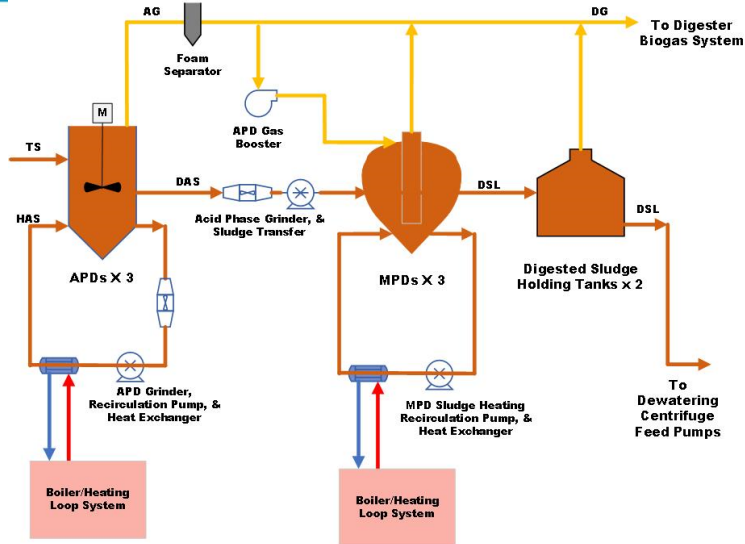 AG
DG
To Digester
Biogas System
Foam
Separator
M
APD Gas
Booster
TS
DAS
DSL
HAS
DSL
Acid Phase Grinder, &
Sludge Transfer
APDs X 3
MPDs X 3
Digested Sludge
Holding Tanks x 2
APD Grinder,
Recirculation Pump, &
Heat Exchanger
MPD Sludge Heating
Recirculation Pump, &
Heat Exchanger
To
Dewatering
Centrifuge
Feed Pumps
Boiler/Heating
Loop System
Boiler/Heating
Loop System